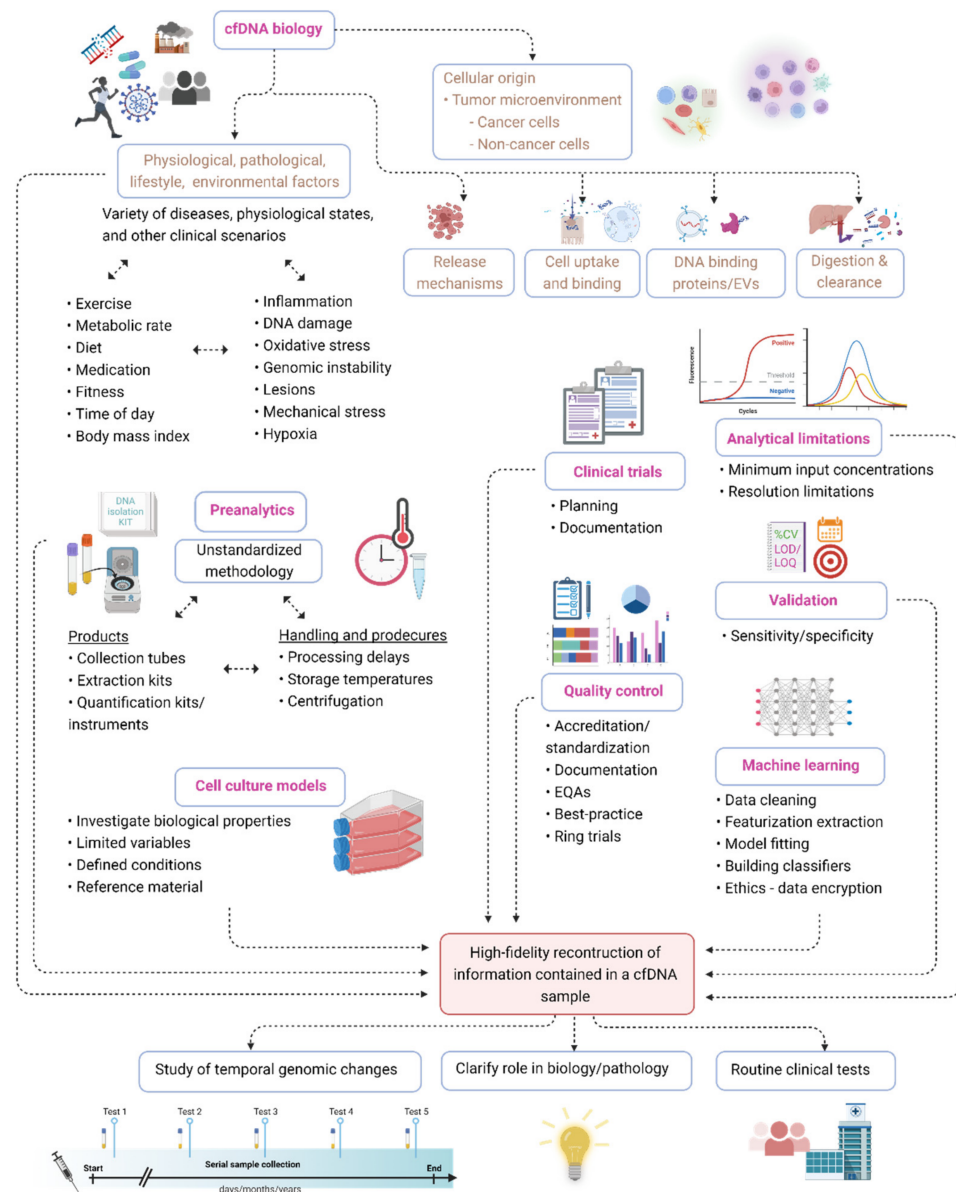 cfDNA biology
Cellular origin
• Tumor microenvironment
- Cancer cells
- Non-cancer cells
Physiological, pathological,
lifestyle, environmental factors
Variety of diseases, physiological states,
and other clinical scenarios
Release
mechanisms
Cell uptake
and binding
DNA binding
proteins/EVs
Digestion &
clearance
• Exercise
• Metabolic rate
• Diet
• Medication
• Fitness
• Time of day
• Body mass index
• Inflammation
• DNA damage
• Oxidative stress
• Genomic instability
• Lesions
• Mechanical stress
• Hypoxia
Fluorescence
Positive
Threshold
Negative
Cycles
Clinical trials
• Planning
• Documentation
Analytical limitations
• Minimum input concentrations
• Resolution limitations
DNA
isolation
KIT
Preanalytics
Unstandardized
methodology
Products
• Collection tubes
• Extraction kits
• Quantification kits/
instruments
Handling and prodecures
• Processing delays
• Storage temperatures
• Centrifugation
%CV
LOD/
LOQ
Validation
• Sensitivity/specificity
Quality control
• Accreditation/
standardization
• Documentation
• EQAs
• Best-practice
• Ring trials
Machine learning
• Data cleaning
• Featurization extraction
• Model fitting
• Building classifiers
• Ethics - data encryption
Cell culture models
• Investigate biological properties
• Limited variables
• Defined conditions
• Reference material
High-fidelity recontruction of
information contained in a cfDNA
sample
Study of temporal genomic changes
Clarify role in biology/pathology
Routine clinical tests
Test 1
Test 2
Test 3
Test 4
Test 5
Start
Serial sample collection
End
days/months/years